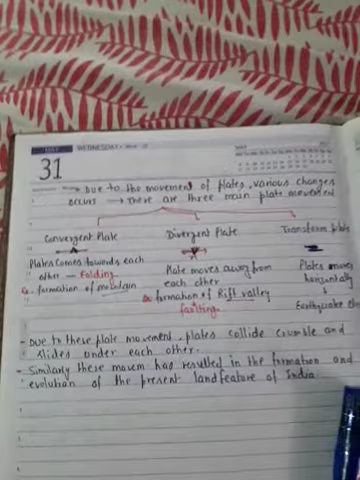 MAY
WEDNESDAY
31
→ Due to the movement of plates, various changes
occurs → There are three main plate movement
Convergent Plate Divergent Plate Transform plate
Plates comes towards each other - Folding.
formation of mountain
Plate moves away from each other
formation of Rift valley
faulting.
Plates moves
horizontally
Earthquake
- Due to these plate movement, plates collide crumble and
slides under each other.
- Similarly these movem has resulted in the formation and
evolution of the present landfeature of India.